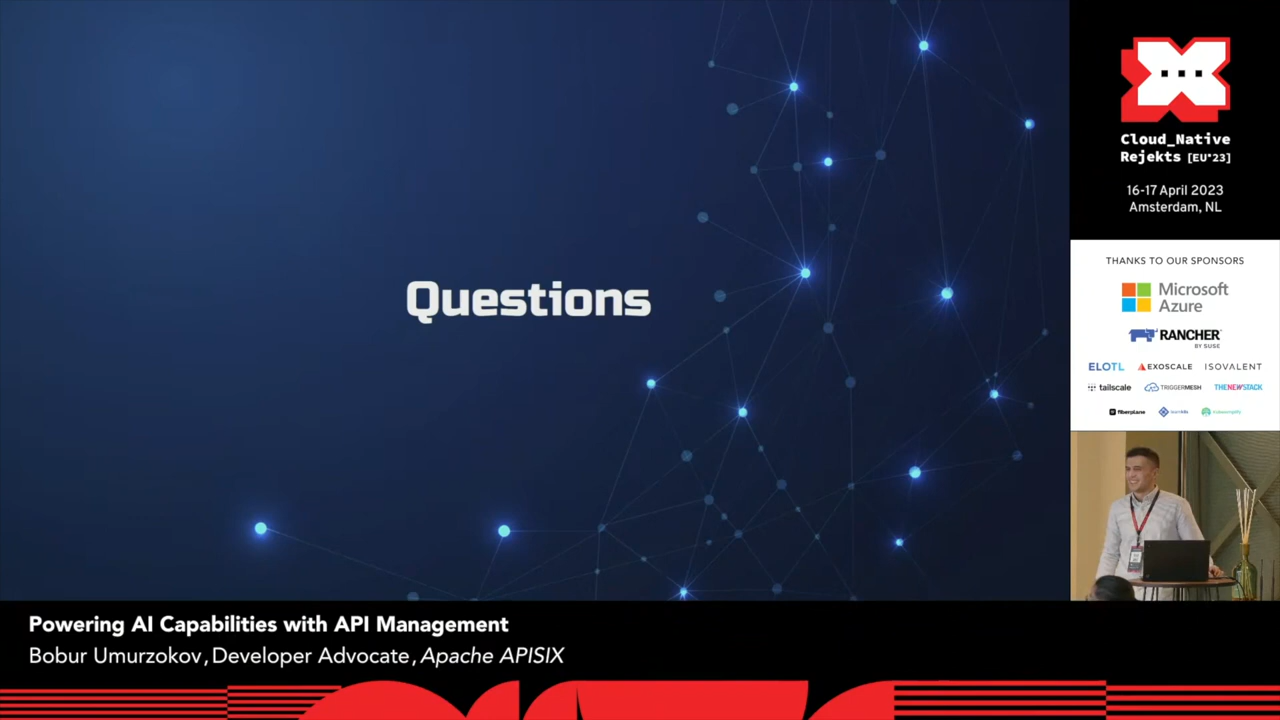 Questions
Cloud_Native
Rejekts [EU'23]
16-17 April 2023
Amsterdam, NL
THANKS TO OUR SPONSORS
Microsoft
Azure
RANCHER
BY SUSE
ELOTL EXOSCALE ISOVALENT
tailscale TRIGGERMESH THENEWSTACK
fiberplane
Powering AI Capabilities with API Management
Bobur Umurzokov, Developer Advocate, Apache APISIX